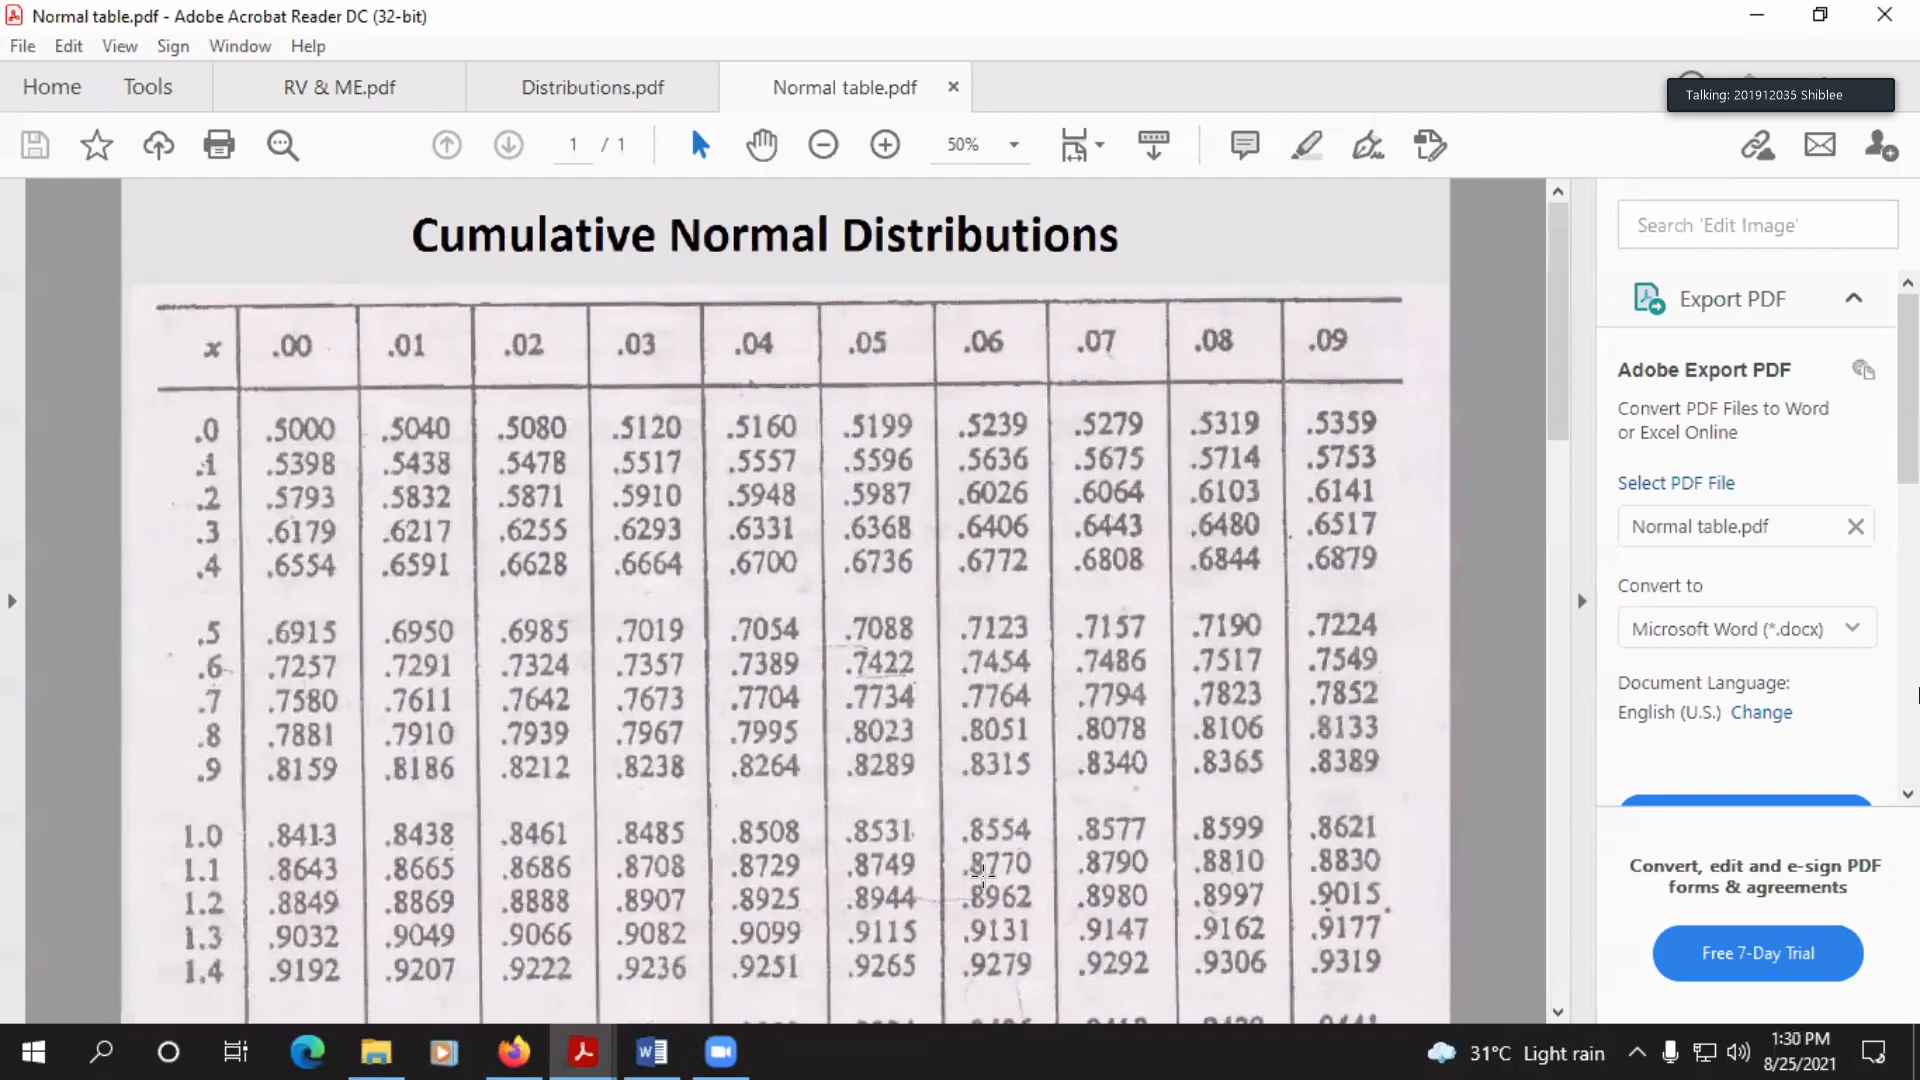 Normal table.pdf - Adobe Acrobat Reader DC (32-bit)
File Edit View Sign Window Help
Home Tools RV & ME.pdf Distributions.pdf Normal table.pdf
Talking: 201912035 Shiblee
1 / 1 50%
Cumulative Normal Distributions
x .00 .01 .02 .03 .04 .05 .06 .07 .08 .09
.0 .5000 .5040 .5080 .5120 .5160 .5199 .5239 .5279 .5319 .5359
.1 .5398 .5438 .5478 .5517 .5557 .5596 .5636 .5675 .5714 .5753
.2 .5793 .5832 .5871 .5910 .5948 .5987 .6026 .6064 .6103 .6141
.3 .6179 .6217 .6255 .6293 .6331 .6368 .6406 .6443 .6480 .6517
.4 .6554 .6591 .6628 .6664 .6700 .6736 .6772 .6808 .6844 .6879
.5 .6915 .6950 .6985 .7019 .7054 .7088 .7123 .7157 .7190 .7224
.6 .7257 .7291 .7324 .7357 .7389 .7422 .7454 .7486 .7517 .7549
.7 .7580 .7611 .7642 .7673 .7704 .7734 .7764 .7794 .7823 .7852
.8 .7881 .7910 .7939 .7967 .7995 .8023 .8051 .8078 .8106 .8133
.9 .8159 .8186 .8212 .8238 .8264 .8289 .8315 .8340 .8365 .8389
1.0 .8413 .8438 .8461 .8485 .8508 .8531 .8554 .8577 .8599 .8621
1.1 .8643 .8665 .8686 .8708 .8729 .8749 .8770 .8790 .8810 .8830
1.2 .8849 .8869 .8888 .8907 .8925 .8944 .8962 .8980 .8997 .9015
1.3 .9032 .9049 .9066 .9082 .9099 .9115 .9131 .9147 .9162 .9177
1.4 .9192 .9207 .9222 .9236 .9251 .9265 .9279 .9292 .9306 .9319
Search 'Edit Image'
Export PDF
Adobe Export PDF
Convert PDF Files to Word
or Excel Online
Select PDF File
Normal table.pdf
Convert to
Microsoft Word (*.docx)
Document Language:
English (U.S.) Change
Convert, edit and e-sign PDF
forms & agreements
Free 7-Day Trial
31°C Light rain
1:30 PM
8/25/2021